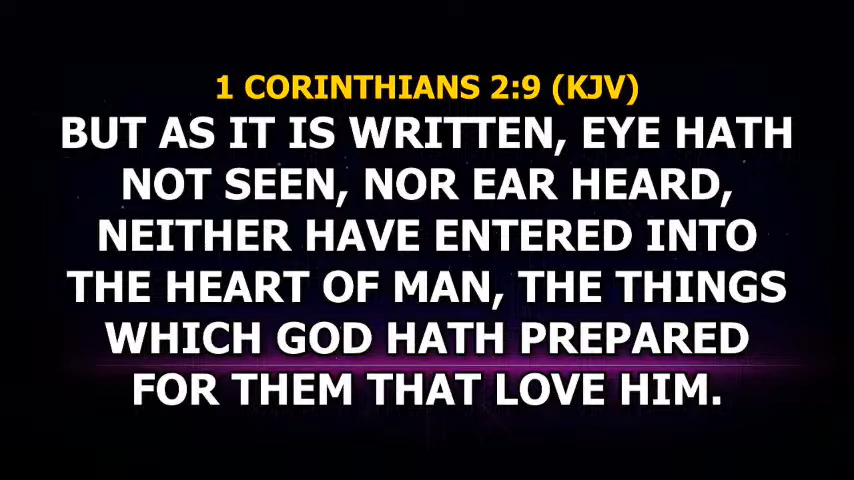 1 CORINTHIANS 2:9 (KJV)
BUT AS IT IS WRITTEN, EYE HATH
NOT SEEN, NOR EAR HEARD,
NEITHER HAVE ENTERED INTO
THE HEART OF MAN, THE THINGS
WHICH GOD HATH PREPARED
FOR THEM THAT LOVE HIM.